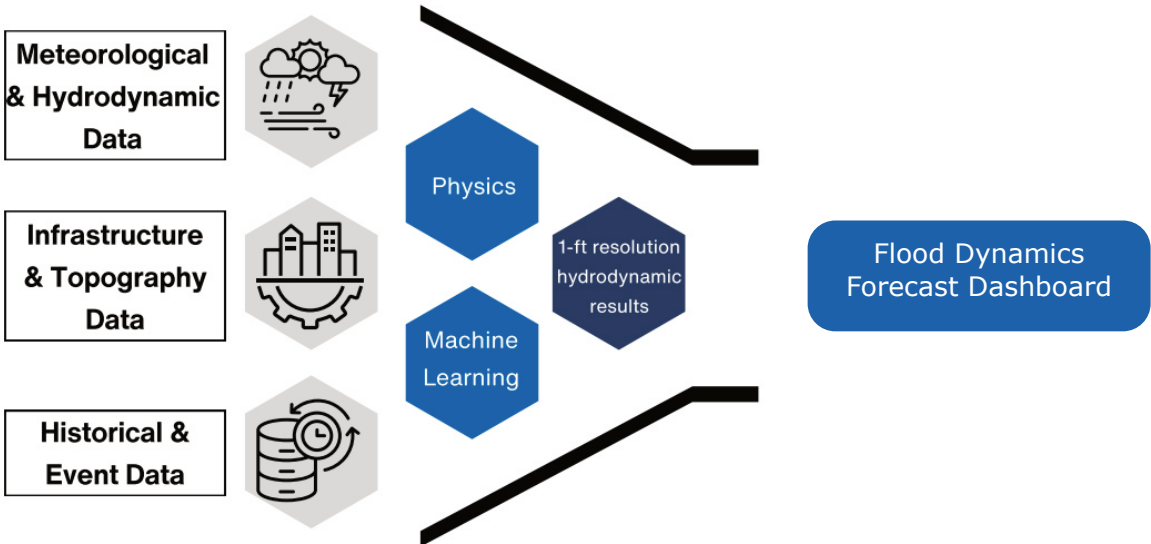 Meteorological
& Hydrodynamic
Data
Infrastructure
& Topography
Data
Historical &
Event Data
Physics
Machine
Learning
1-ft resolution
hydrodynamic
results
Flood Dynamics
Forecast Dashboard